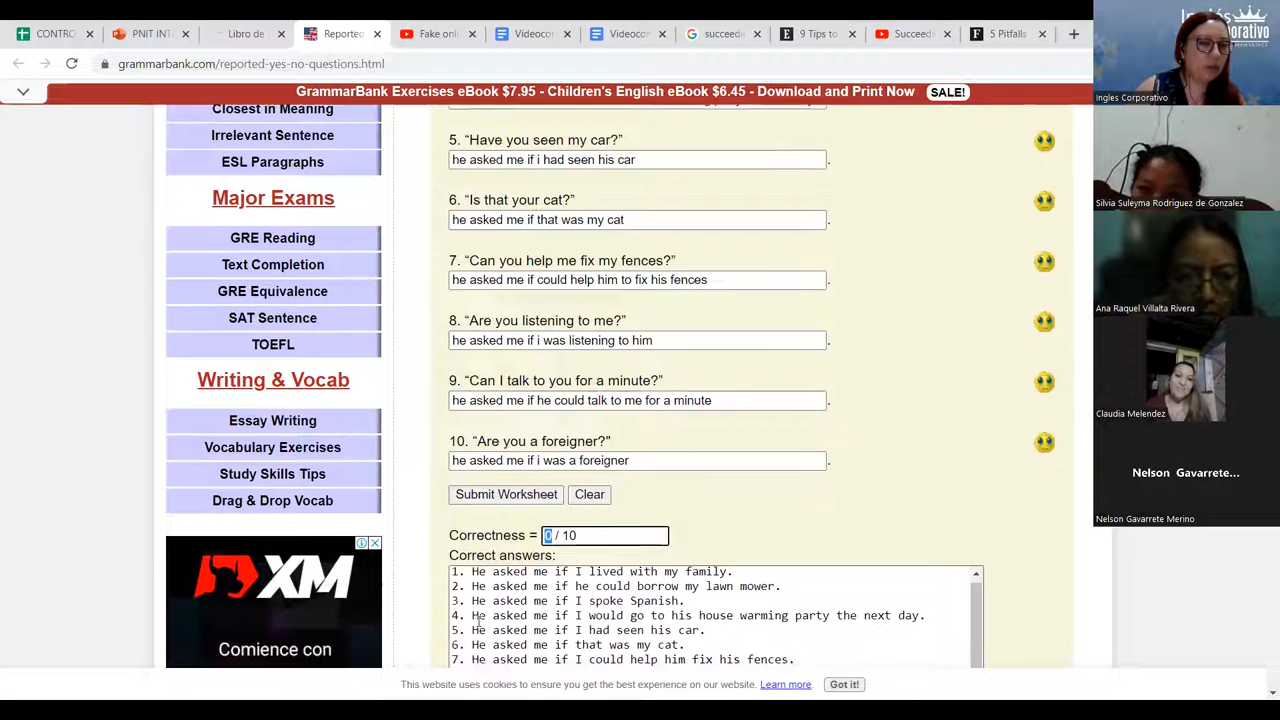 CONTRO
PNIT INT
Libro de
Reporte
Fake onl
Videoco
Videoco
succeedi
9 Tips to
Succeedi
5 Pitfalls
grammarbank.com/reported-yes-no-questions.html
GrammarBank Exercises eBook $7.95 - Children's English eBook $6.45 - Download and Print Now SALE!
Closest in Meaning
Irrelevant Sentence
ESL Paragraphs
Major Exams
GRE Reading
Text Completion
GRE Equivalence
SAT Sentence
TOEFL
Writing & Vocab
Essay Writing
Vocabulary Exercises
Study Skills Tips
Drag & Drop Vocab
XM
Comience con
5. “Have you seen my car?”
he asked me if i had seen his car.
6. “Is that your cat?”
he asked me if that was my cat.
7. “Can you help me fix my fences?”
he asked me if could help him to fix his fences.
8. “Are you listening to me?”
he asked me if i was listening to him.
9. “Can I talk to you for a minute?”
he asked me if he could talk to me for a minute.
10. “Are you a foreigner?"
he asked me if i was a foreigner.
Submit Worksheet Clear
Correctness = 0 / 10
Correct answers:
1. He asked me if I lived with my family.
2. He asked me if he could borrow my lawn mower.
3. He asked me if I spoke Spanish.
4. He asked me if I would go to his house warming party the next day.
5. He asked me if I had seen his car.
6. He asked me if that was my cat.
7. He asked me if I could help him fix his fences.
This website uses cookies to ensure you get the best experience on our website. Learn more. Got it!
Ingles Corporativo
Silvia Suleyma Rodriguez de Gonzalez
Ana Raquel Villalta Rivera
Claudia Melendez
Nelson Gavarrete...
Nelson Gavarrete Merino